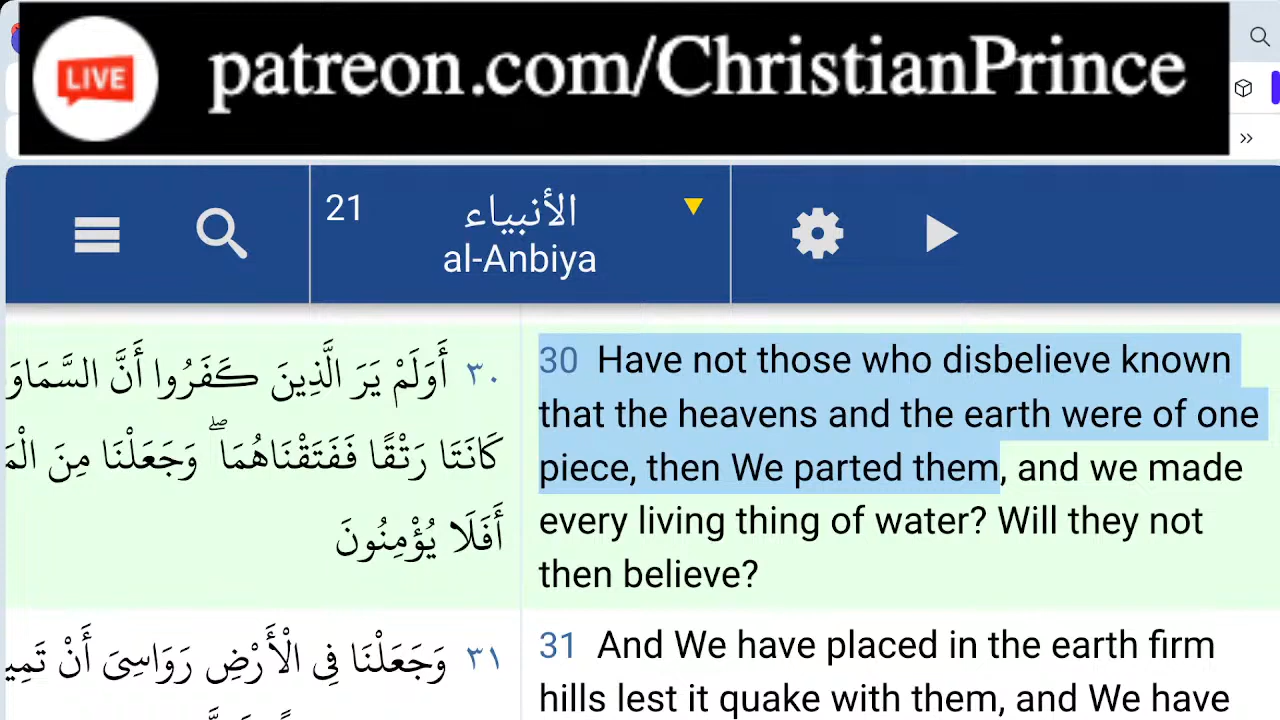 LIVE
patreon.com/ChristianPrince
21
الأنبياء
al-Anbiya
٣٠ أَوَلَمْ يَرَ الَّذِينَ كَفَرُوا أَنَّ
كَانَتَا رَتْقًا فَفَتَقْنَاهُمَا ۖ وَجَعَلْنَا مِنَ
أَفَلَا يُؤْمِنُونَ
30 Have not those who disbelieve known
that the heavens and the earth were of one
piece, then We parted them, and we made
every living thing of water? Will they not
then believe?
٣١ وَجَعَلْنَا فِي الْأَرْضِ رَوَاسِيَ أَنْ
31 And We have placed in the earth firm
hills lest it quake with them, and We have